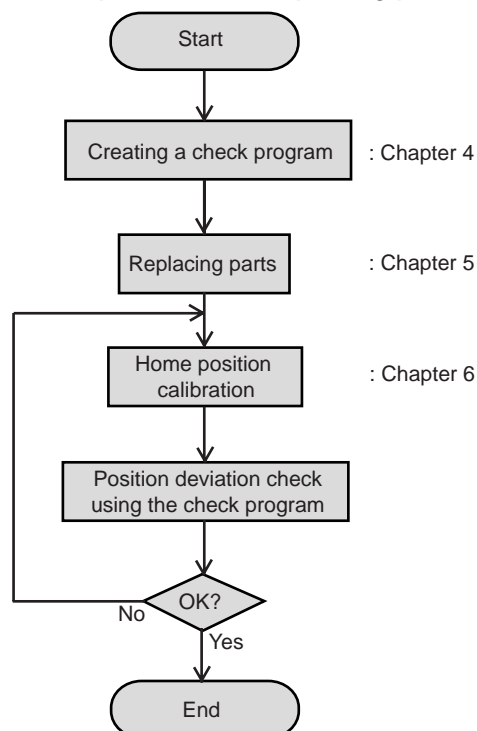 Start
Creating a check program
: Chapter 4
Replacing parts
: Chapter 5
Home position
calibration
: Chapter 6
Position deviation check
using the check program
OK?
No
Yes
End